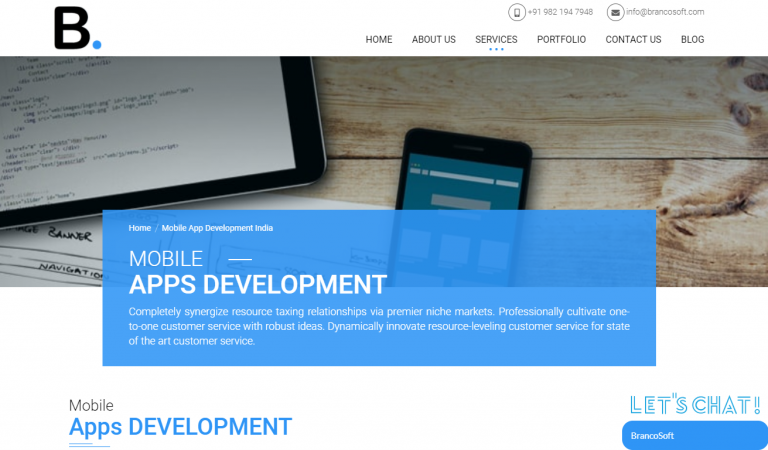 B.
+91 982 194 7948 info@brancosoft.com
HOME ABOUT US SERVICES PORTFOLIO CONTACT US BLOG
IMAGE BANNER
NAVIGATION
Home / Mobile App Development India
MOBILE
APPS DEVELOPMENT
Completely synergize resource taxing relationships via premier niche markets. Professionally cultivate one-
to-one customer service with robust ideas. Dynamically innovate resource-leveling customer service for state
of the art customer service.
Mobile
Apps DEVELOPMENT
LET'S CHAT!
BrancoSoft